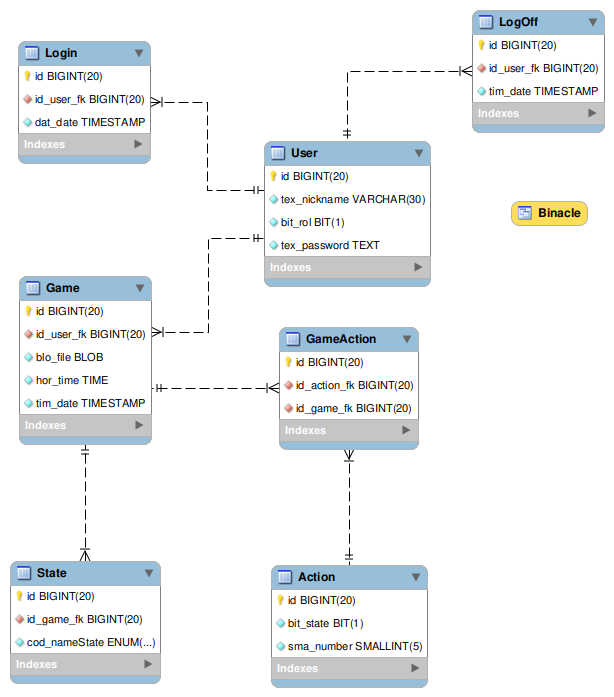 LogOff
id BIGINT(20)
id_user_fk BIGINT(20)
tim_date TIMESTAMP
Indexes
Login
id BIGINT(20)
id_user_fk BIGINT(20)
dat_date TIMESTAMP
Indexes
User
id BIGINT(20)
tex_nickname VARCHAR(30)
bit_rol BIT(1)
tex_password TEXT
Indexes
Binacle
Game
id BIGINT(20)
id_user_fk BIGINT(20)
blo_file BLOB
hor_time TIME
tim_date TIMESTAMP
Indexes
GameAction
id BIGINT(20)
id_action_fk BIGINT(20)
id_game_fk BIGINT(20)
Indexes
State
id BIGINT(20)
id_game_fk BIGINT(20)
cod_nameState ENUM(...)
Indexes
Action
id BIGINT(20)
bit_state BIT(1)
sma_number SMALLINT(5)
Indexes